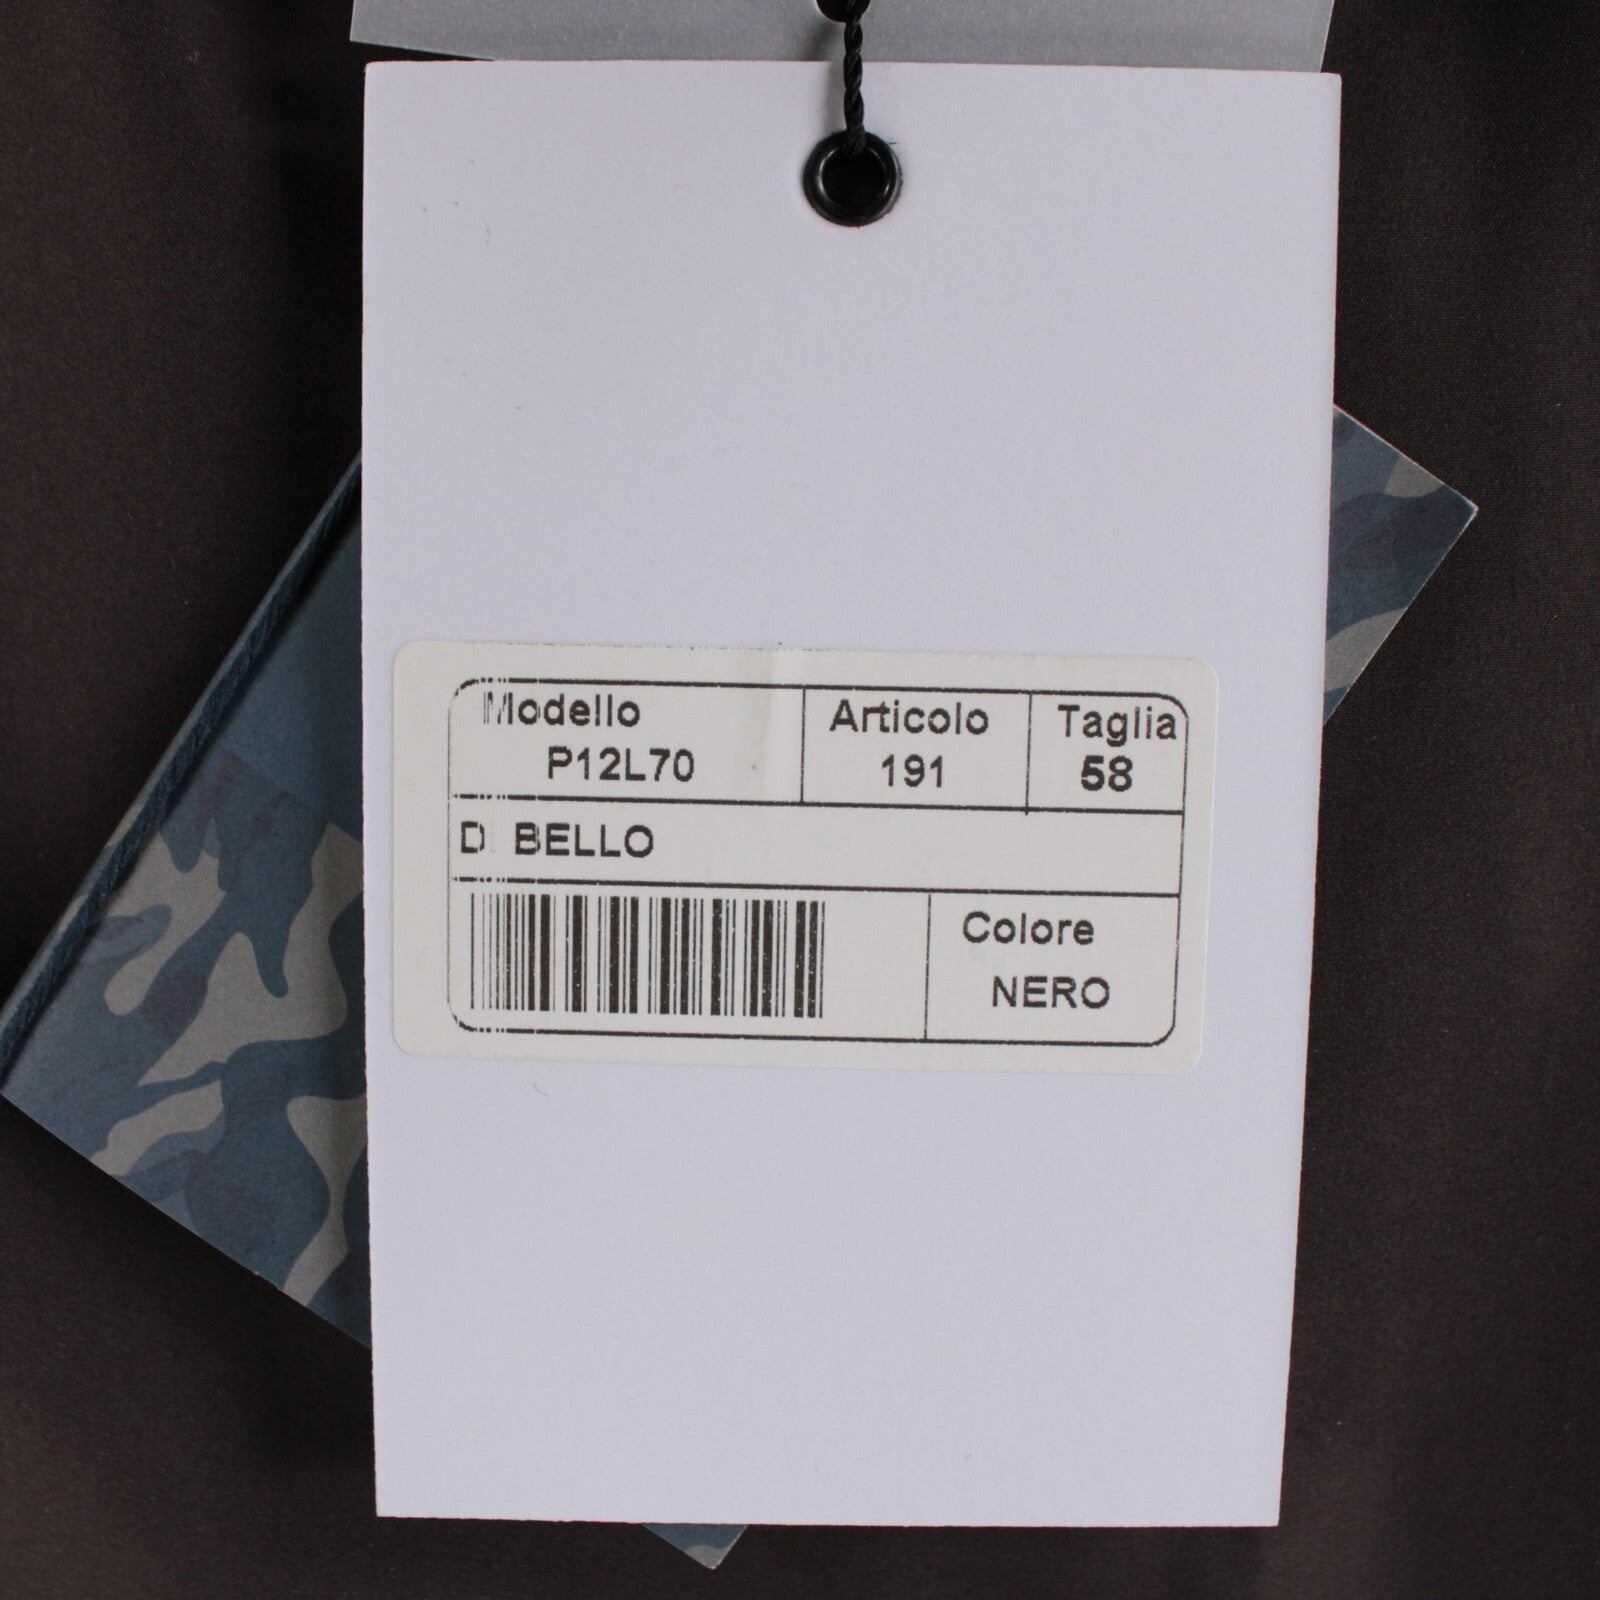 Modello
P12L70
Articolo
191
Taglia
58
DI BELLO
Colore
NERO